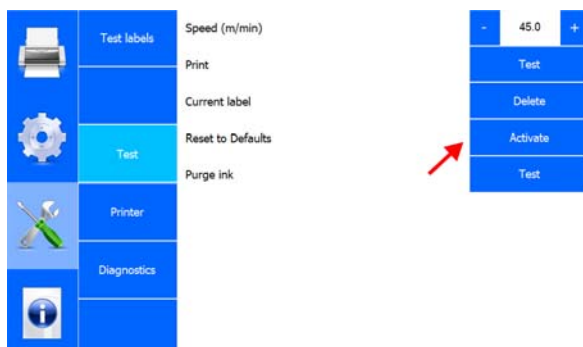 Test labels
Test
Printer
Diagnostics
Speed (m/min) - 45.0 +
Print Test
Current label Delete
Reset to Defaults Activate
Purge ink Test